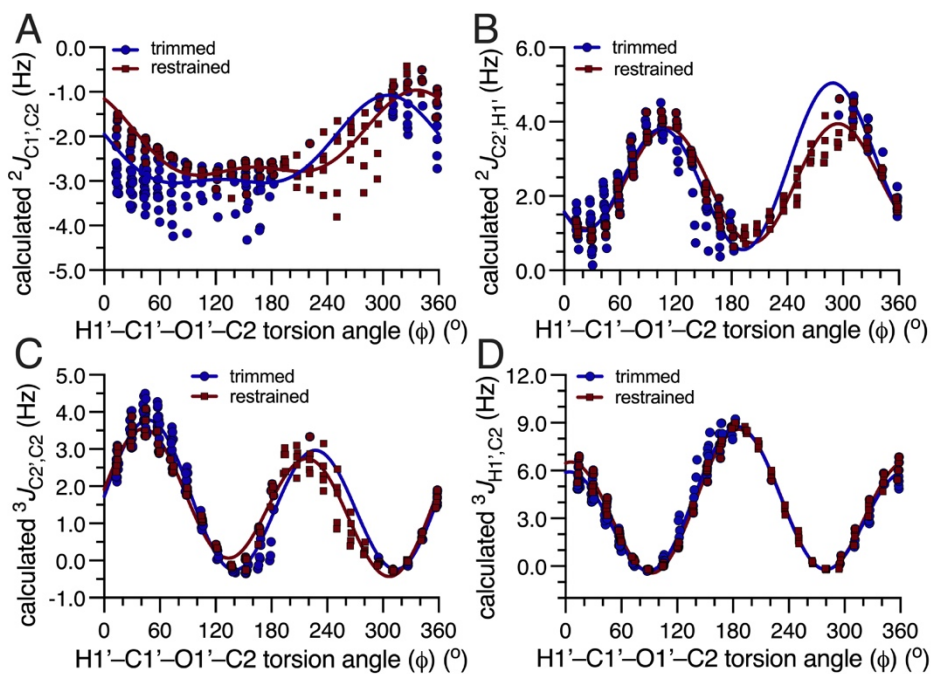 A
calculated ²J_C1',C2 (Hz)
0.0
-1.0
-2.0
-3.0
-4.0
-5.0
trimmed
restrained
0 60 120 180 240 300 360
H1'–C1'–O1'–C2 torsion angle (ϕ) (°)
B
calculated ²J_C2',H1' (Hz)
6.0
4.0
2.0
0.0
trimmed
restrained
0 60 120 180 240 300 360
H1'–C1'–O1'–C2 torsion angle (ϕ) (°)
C
calculated ³J_C2',C2 (Hz)
5.0
4.0
3.0
2.0
1.0
0.0
-1.0
trimmed
restrained
0 60 120 180 240 300 360
H1'–C1'–O1'–C2 torsion angle (ϕ) (°)
D
calculated ³J_H1',C2 (Hz)
12.0
9.0
6.0
3.0
0.0
trimmed
restrained
0 60 120 180 240 300 360
H1'–C1'–O1'–C2 torsion angle (ϕ) (°)